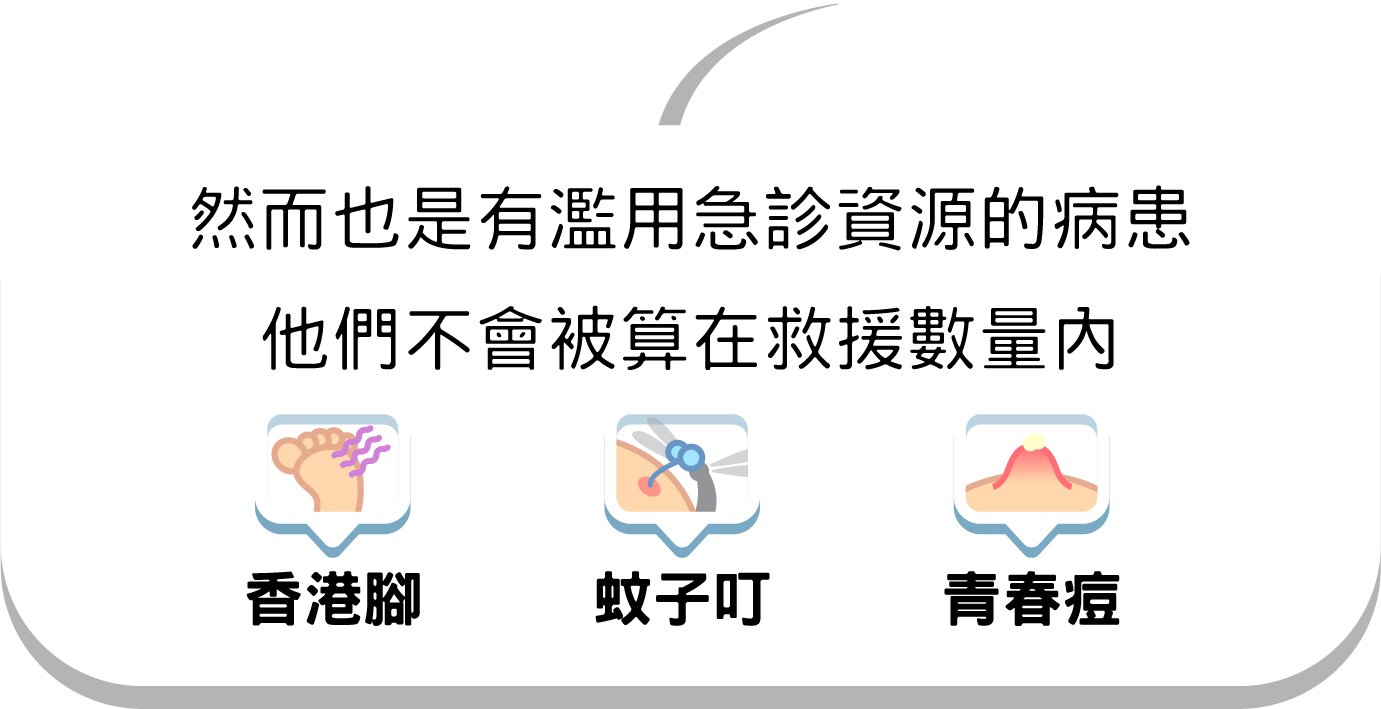 然而也是有濫用急診資源的病患
他們不會被算在救援數量內
香港腳
蚊子叮
青春痘